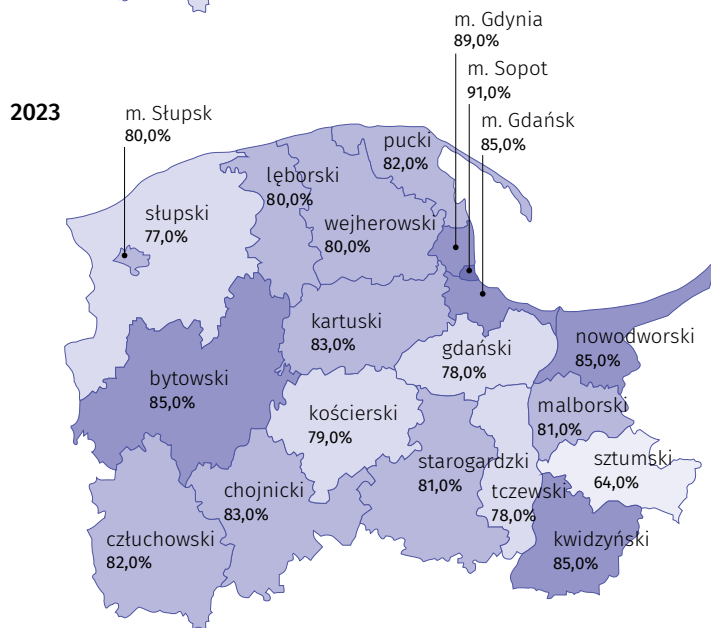 m. Gdynia
89,0%
m. Sopot
91,0%
2023
m. Słupsk
80,0%
m. Gdańsk
85,0%
pucki
82,0%
lęborski
80,0%
słupski
77,0%
wejherowski
80,0%
kartuski
83,0%
gdański
78,0%
nowodworski
85,0%
bytowski
85,0%
kościerski
79,0%
malborski
81,0%
starogardzki
81,0%
sztumski
64,0%
chojnicki
83,0%
tczewski
78,0%
człuchowski
82,0%
kwidzyński
85,0%